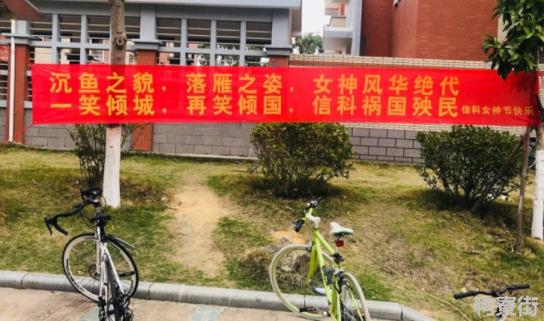 沉鱼之貌，落雁之姿，女神风华绝代
一笑倾城，再笑倾国，信科祸国殃民 信科女神节快乐